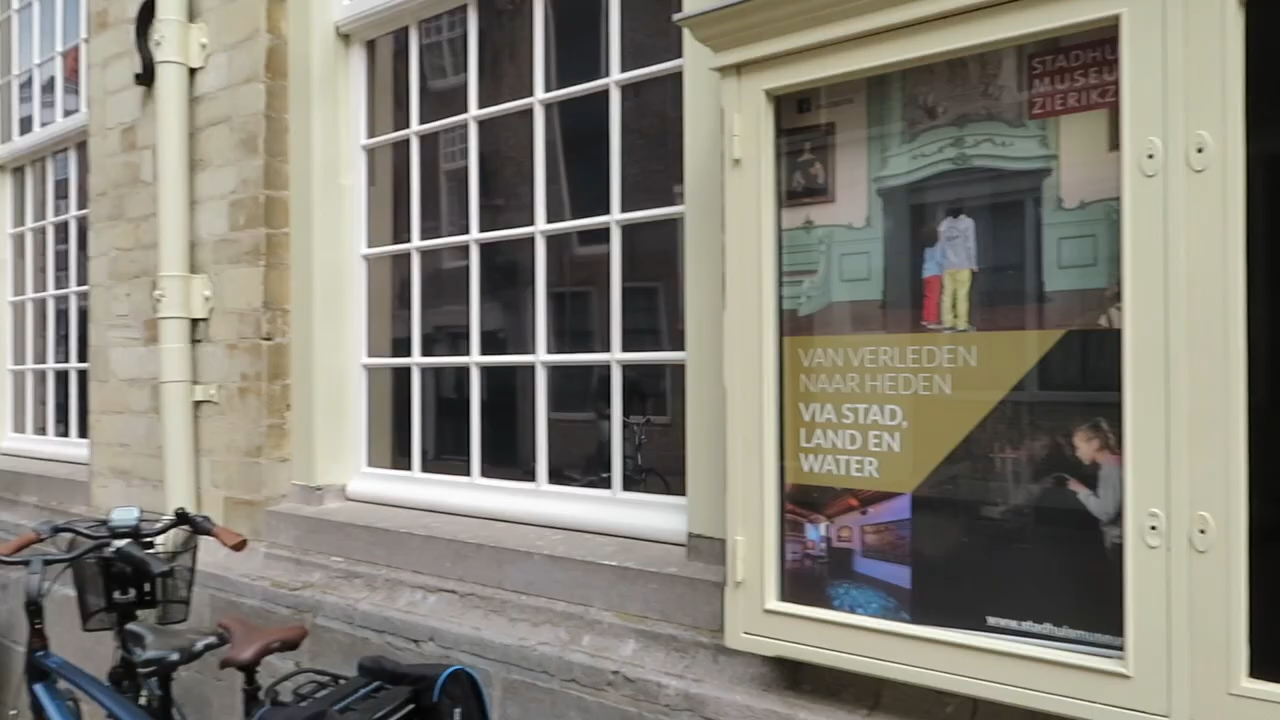 STADHU
MUSEU
ZIERIKZ
VAN VERLEDEN
NAAR HEDEN
VIA STAD,
LAND EN
WATER